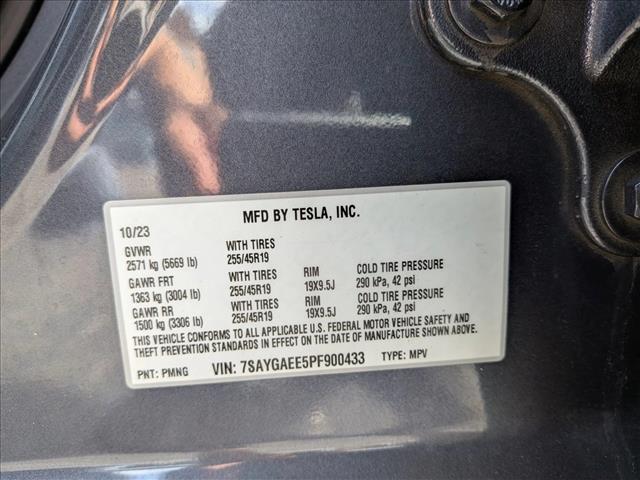 MFD BY TESLA, INC.
10/23
GVWR WITH TIRES
2571 kg (5669 lb) 255/45R19
GAWR FRT WITH TIRES RIM COLD TIRE PRESSURE
1363 kg (3004 lb) 255/45R19 19X9.5J 290 kPa, 42 psi
GAWR RR WITH TIRES RIM COLD TIRE PRESSURE
1500 kg (3306 lb) 255/45R19 19X9.5J 290 kPa, 42 psi
THIS VEHICLE CONFORMS TO ALL APPLICABLE U.S. FEDERAL MOTOR VEHICLE SAFETY AND
THEFT PREVENTION STANDARDS IN EFFECT ON THE DATE OF MANUFACTURE SHOWN ABOVE.
PNT: PMNG VIN: 7SAYGAEE5PF900433 TYPE: MPV